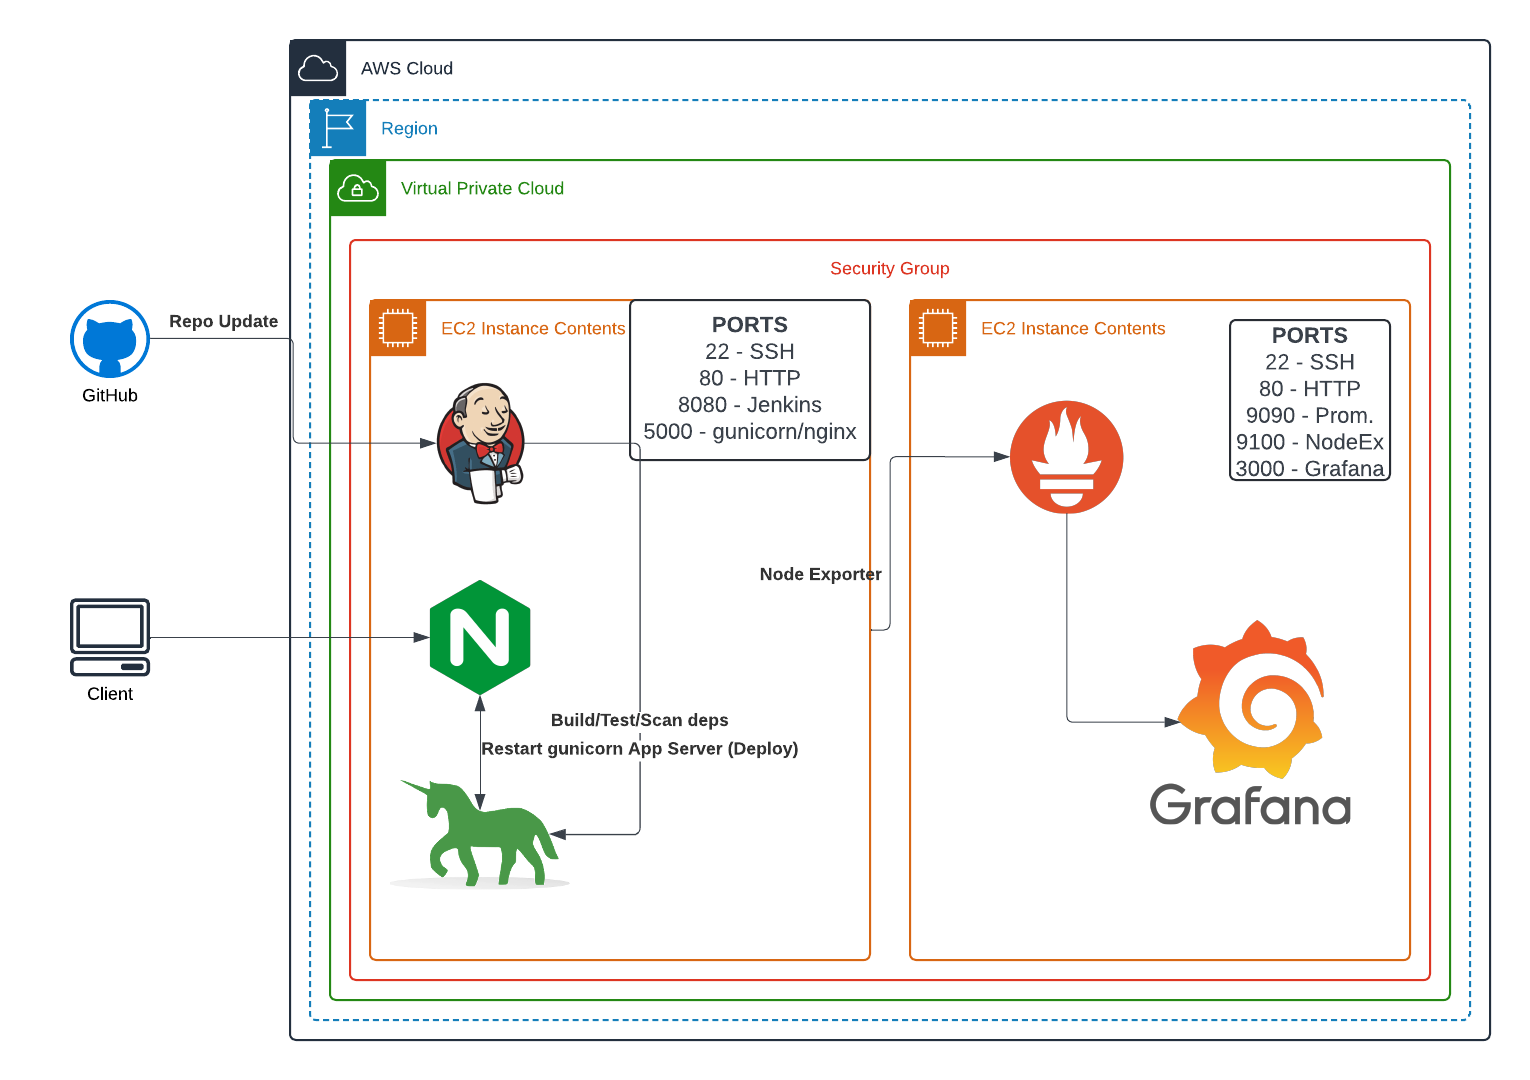 AWS Cloud
Region
Virtual Private Cloud
Security Group
GitHub
Repo Update
Client
EC2 Instance Contents
PORTS
22 - SSH
80 - HTTP
8080 - Jenkins
5000 - gunicorn/nginx
N
Build/Test/Scan deps
Restart gunicorn App Server (Deploy)
Node Exporter
EC2 Instance Contents
PORTS
22 - SSH
80 - HTTP
9090 - Prom.
9100 - NodeEx
3000 - Grafana
Grafana